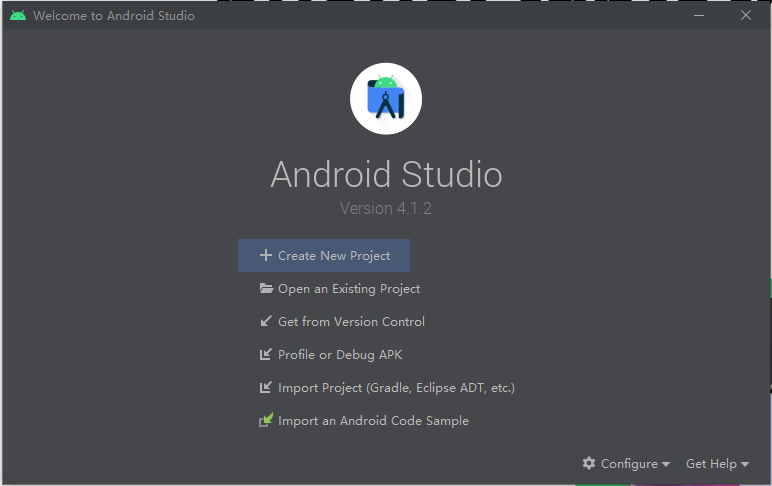 Welcome to Android Studio
Android Studio
Version 4.1.2
Create New Project
Open an Existing Project
Get from Version Control
Profile or Debug APK
Import Project (Gradle, Eclipse ADT, etc.)
Import an Android Code Sample
Configure Get Help